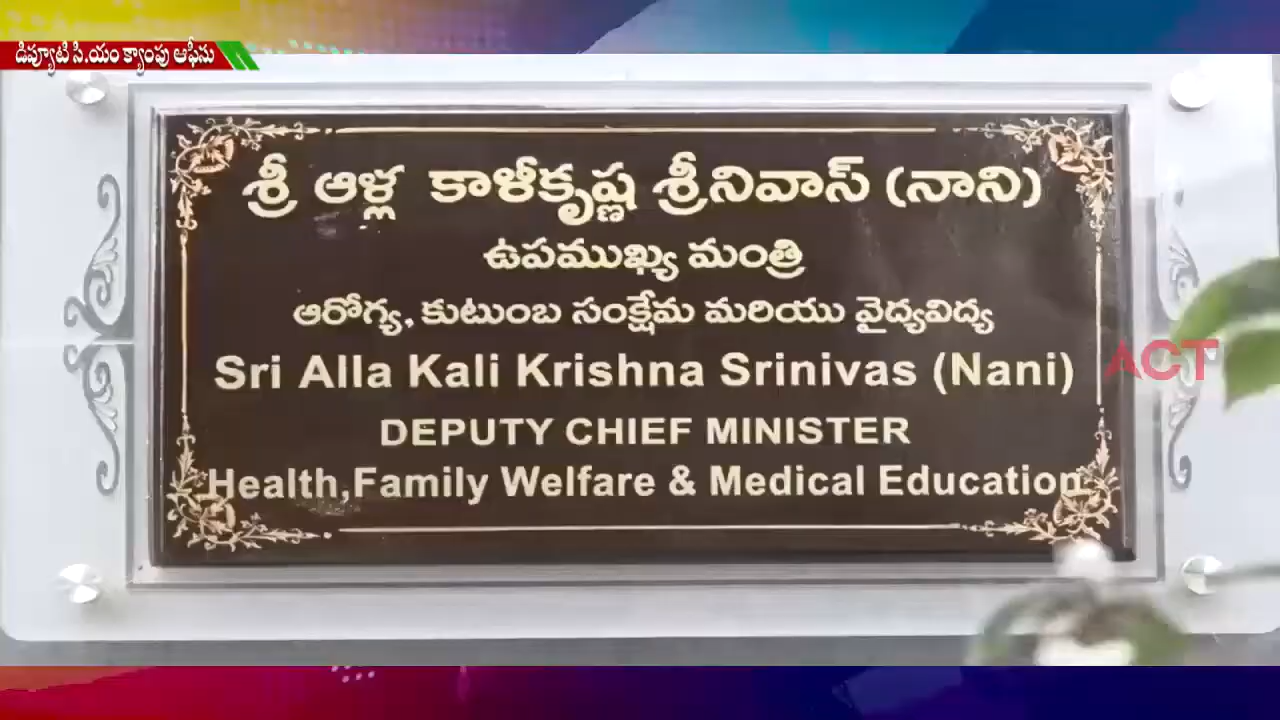 డిప్యూటి సి.యం క్యాంపు ఆఫీసు
శ్రీ ఆళ్ల కాళీకృష్ణ శ్రీనివాస్ (నాని)
ఉపముఖ్య మంత్రి
ఆరోగ్య, కుటుంబ సంక్షేమ మరియు వైద్యవిద్య
Sri Alla Kali Krishna Srinivas (Nani)
ACT
DEPUTY CHIEF MINISTER
Health,Family Welfare & Medical Education